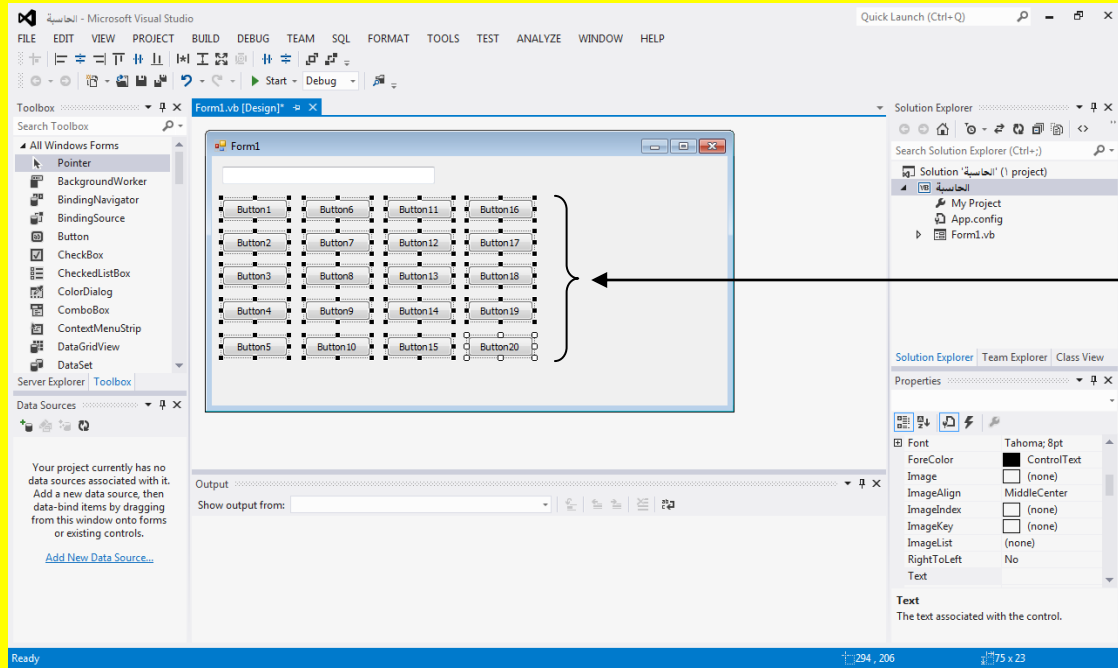 الحاسبة - Microsoft Visual Studio
Quick Launch (Ctrl+Q)
FILE EDIT VIEW PROJECT BUILD DEBUG TEAM SQL FORMAT TOOLS TEST ANALYZE WINDOW HELP
Start Debug
Toolbox
Search Toolbox
All Windows Forms
Pointer
BackgroundWorker
BindingNavigator
BindingSource
Button
CheckBox
CheckedListBox
ColorDialog
ComboBox
ContextMenuStrip
DataGridView
DataSet
Server Explorer Toolbox
Data Sources
Your project currently has no
data sources associated with it.
Add a new data source, then
data-bind items by dragging
from this window onto forms
or existing controls.
Add New Data Source...
Form1.vb [Design]*
Form1
Button1 Button6 Button11 Button16
Button2 Button7 Button12 Button17
Button3 Button8 Button13 Button18
Button4 Button9 Button14 Button19
Button5 Button10 Button15 Button20
Output
Show output from:
Solution Explorer
Search Solution Explorer (Ctrl+;)
Solution 'الحاسبة' (١ project)
VB الحاسبة
My Project
App.config
Form1.vb
Solution Explorer Team Explorer Class View
Properties
Font Tahoma; 8pt
ForeColor ControlText
Image (none)
ImageAlign MiddleCenter
ImageIndex (none)
ImageKey (none)
ImageList (none)
RightToLeft No
Text
Text
The text associated with the control.
Ready 294 , 206 75 x 23